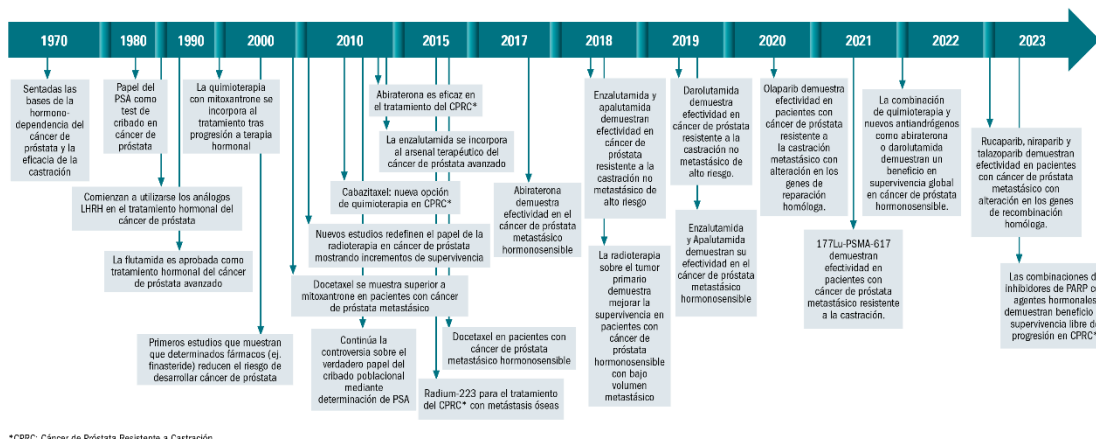 1970
1980
1990
2000
2010
2015
2017
2018
2019
2020
2021
2022
2023
Sentadas las
bases de la
hormono-
dependencia del
cáncer de
próstata y la
eficacia de la
castración
Papel del
PSA como
test de
cribado en
cáncer de
próstata
Comienzan a utilizarse los análogos
LHRH en el tratamiento hormonal del
cáncer de próstata
La flutamida es aprobada como
tratamiento hormonal del cáncer
de próstata avanzado
La quimioterapia
con mitoxantrone se
incorpora al
tratamiento tras
progresión a terapia
hormonal
Primeros estudios que muestran
que determinados fármacos (ej.
finasteride) reducen el riesgo de
desarrollar cáncer de próstata
Docetaxel se muestra superior a
mitoxantrone en pacientes con cáncer
de próstata metastásico
Nuevos estudios redefinen el papel de la
radioterapia en cáncer de próstata
mostrando incrementos de supervivencia
Cabazitaxel: nueva opción
de quimioterapia en CPRC*
Continúa la
controversia sobre el
verdadero papel del
cribado poblacional
mediante
determinación de PSA
Abiraterona es eficaz en
el tratamiento del CPRC*
La enzalutamida se incorpora
al arsenal terapéutico del
cáncer de próstata avanzado
Radium-223 para el tratamiento
del CPRC* con metástasis óseas
Docetaxel en pacientes con
cáncer de próstata
metastásico hormonosensible
Abiraterona
demuestra
efectividad en el
cáncer de próstata
metastásico
hormonosensible
Enzalutamida y
apalutamida
demuestran
efectividad en
cáncer de próstata
resistente a la
castración no
metastásico de alto
riesgo
La radioterapia
sobre el tumor
primario
demuestra
mejorar la
supervivencia en
pacientes con
cáncer de
próstata
hormonosensible
con bajo
volumen
metastásico
Darolutamida
demuestra
efectividad en
cáncer de próstata
resistente a la
castración no
metastásico de
alto riesgo.
Enzalutamida
y Apalutamida
demuestran su
efectividad en el
cáncer de próstata
metastásico
hormonosensible
Olaparib demuestra
efectividad en
pacientes con
cáncer de próstata
resistente a
la castración
metastásico con
alteración en los
genes de
reparación
homóloga.
177Lu-PSMA-617
demuestran
efectividad en
pacientes con
cáncer de próstata
metastásico resistente
a la castración.
La combinación
de quimioterapia y
nuevos antiandrógenos
como abiraterona
o darolutamida
demuestran un
beneficio en
supervivencia global
en cáncer de próstata
hormonosensible.
Rucaparib, niraparib y
talazoparib demuestran
efectividad en pacientes
con cáncer de próstata
metastásico con
alteración en los genes
de recombinación
homóloga.
Las combinaciones d
inhibidores de PARP c
agentes hormonales
demuestran beneficio
supervivencia libre d
progresión en CPRC*
*CPRC: Cáncer de Próstata Resistente a Castración